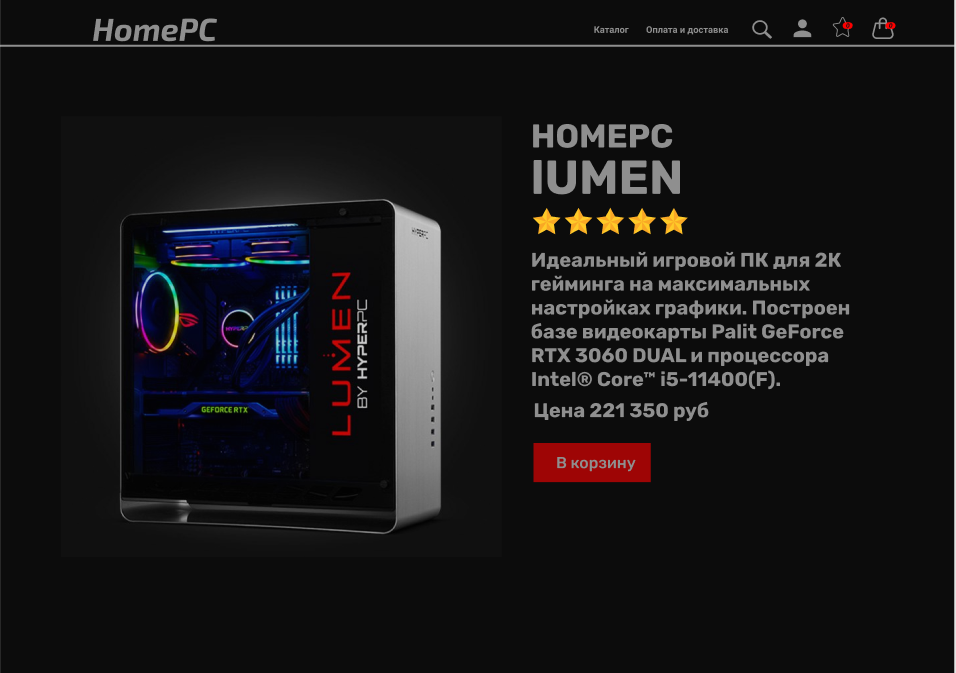 HomePC
Каталог Оплата и доставка
HOMEPC
lUMEN
Идеальный игровой ПК для 2К
гейминга на максимальных
настройках графики. Построен
базе видеокарты Palit GeForce
RTX 3060 DUAL и процессора
Intel® Core™ i5-11400(F).
Цена 221 350 руб
В корзину
LUMEN
BY HYPERPC
GEFORCE RTX
HYPERPC